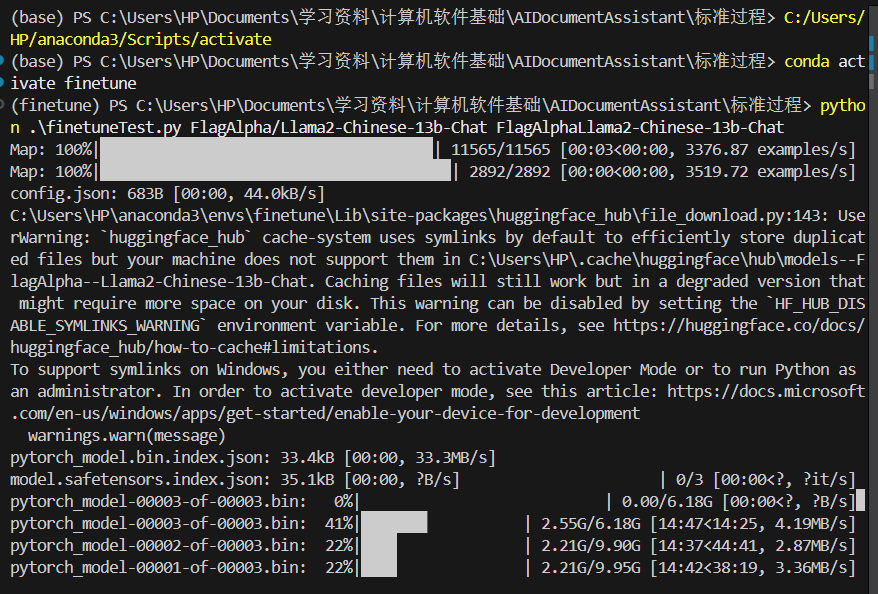 (base) PS C:\Users\HP\Documents\学习资料\计算机软件基础\AIDocumentAssistant\标准过程> C:/Users/
HP/anaconda3/Scripts/activate
(base) PS C:\Users\HP\Documents\学习资料\计算机软件基础\AIDocumentAssistant\标准过程> conda act
ivate finetune
(finetune) PS C:\Users\HP\Documents\学习资料\计算机软件基础\AIDocumentAssistant\标准过程> pytho
n .\finetuneTest.py FlagAlpha/Llama2-Chinese-13b-Chat FlagAlphaLlama2-Chinese-13b-Chat
Map: 100%| | 11565/11565 [00:03<00:00, 3376.87 examples/s]
Map: 100%| | 2892/2892 [00:00<00:00, 3519.72 examples/s]
config.json: 683B [00:00, 44.0kB/s]
C:\Users\HP\anaconda3\envs\finetune\Lib\site-packages\huggingface_hub\file_download.py:143: Use
rWarning: `huggingface_hub` cache-system uses symlinks by default to efficiently store duplicat
ed files but your machine does not support them in C:\Users\HP\.cache\huggingface\hub\models--F
lagAlpha--Llama2-Chinese-13b-Chat. Caching files will still work but in a degraded version that
 might require more space on your disk. This warning can be disabled by setting the `HF_HUB_DIS
ABLE_SYMLINKS_WARNING` environment variable. For more details, see https://huggingface.co/docs/
huggingface_hub/how-to-cache#limitations.
To support symlinks on Windows, you either need to activate Developer Mode or to run Python as
an administrator. In order to activate developer mode, see this article: https://docs.microsoft
.com/en-us/windows/apps/get-started/enable-your-device-for-development
  warnings.warn(message)
pytorch_model.bin.index.json: 33.4kB [00:00, 33.3MB/s]
model.safetensors.index.json: 35.1kB [00:00, ?B/s] | 0/3 [00:00<?, ?it/s]
pytorch_model-00003-of-00003.bin:   0%| | 0.00/6.18G [00:00<?, ?B/s]
pytorch_model-00003-of-00003.bin:  41%| | 2.55G/6.18G [14:47<14:25, 4.19MB/s]
pytorch_model-00002-of-00003.bin:  22%| | 2.21G/9.90G [14:37<44:41, 2.87MB/s]
pytorch_model-00001-of-00003.bin:  22%| | 2.21G/9.95G [14:42<38:19, 3.36MB/s]